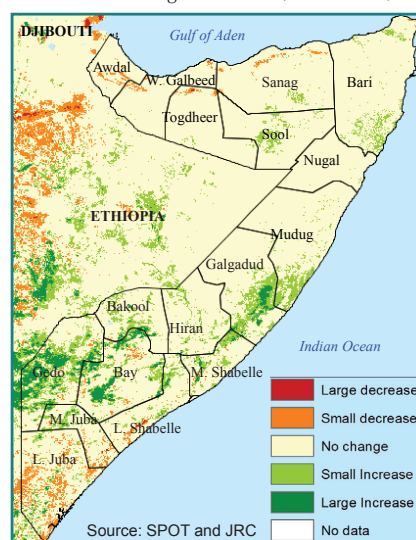 DJIBOUTI
Gulf of Aden
Awdal
W. Galbeed
Sanag
Bari
Togdheer
Sool
Nugal
ETHIOPIA
Mudug
Galgadud
Bakool
Hiran
Indian Ocean
Gedo
Bay
M. Shabelle
M. Juba
L. Shabelle
L. Juba
Large decrease
Small decrease
No change
Small Increase
Large Increase
No data
Source: SPOT and JRC